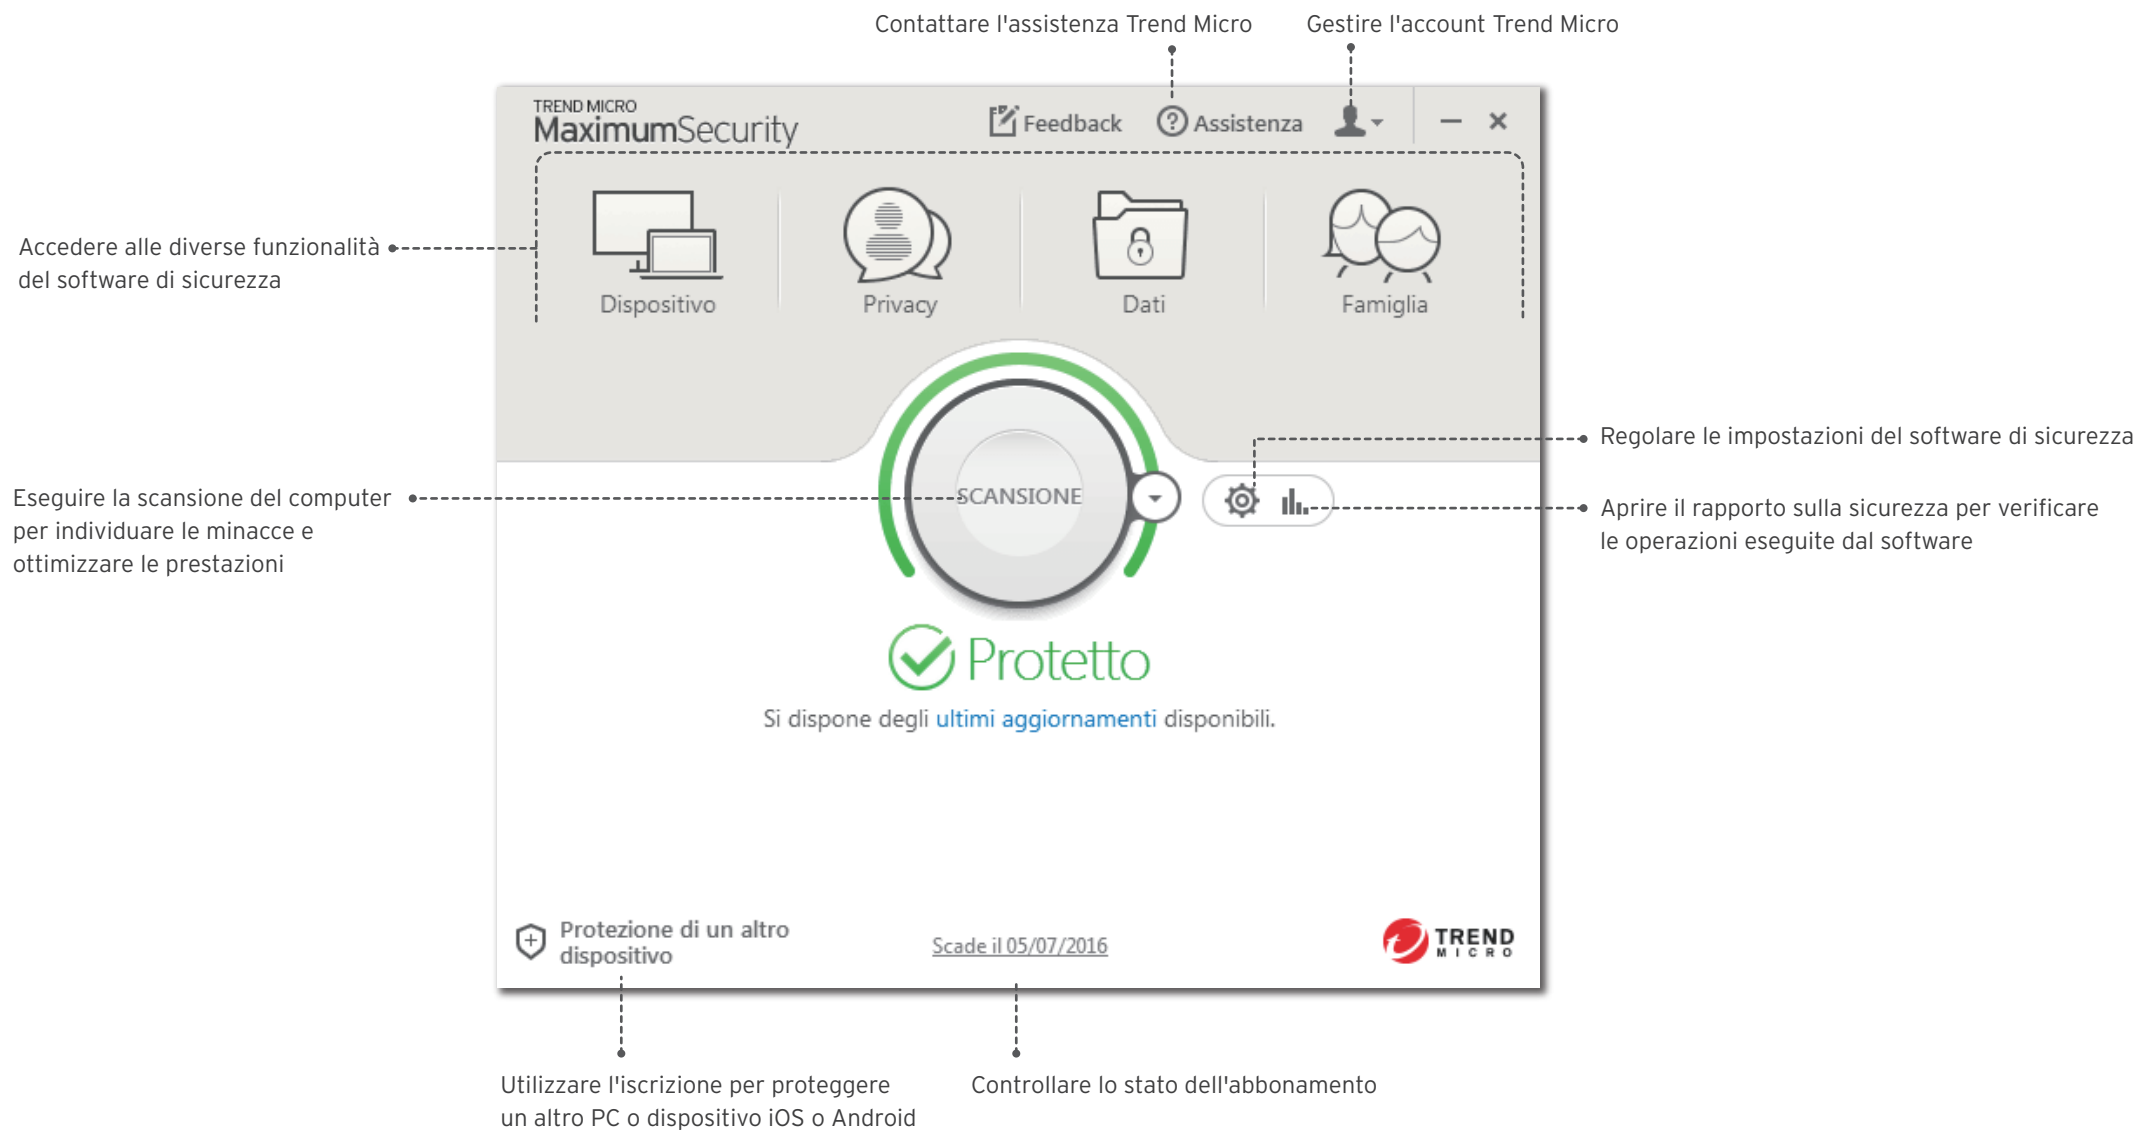 Contattare l'assistenza Trend Micro
Gestire l'account Trend Micro
TREND MICRO
MaximumSecurity
Feedback
Assistenza
Accedere alle diverse funzionalità
del software di sicurezza
Dispositivo
Privacy
Dati
Famiglia
Regolare le impostazioni del software di sicurezza
Eseguire la scansione del computer
per individuare le minacce e
ottimizzare le prestazioni
SCANSIONE
Aprire il rapporto sulla sicurezza per verificare
le operazioni eseguite dal software
Protetto
Si dispone degli ultimi aggiornamenti disponibili.
Protezione di un altro
dispositivo
Scade il 05/07/2016
TREND
MICRO
Utilizzare l'iscrizione per proteggere
un altro PC o dispositivo iOS o Android
Controllare lo stato dell'abbonamento